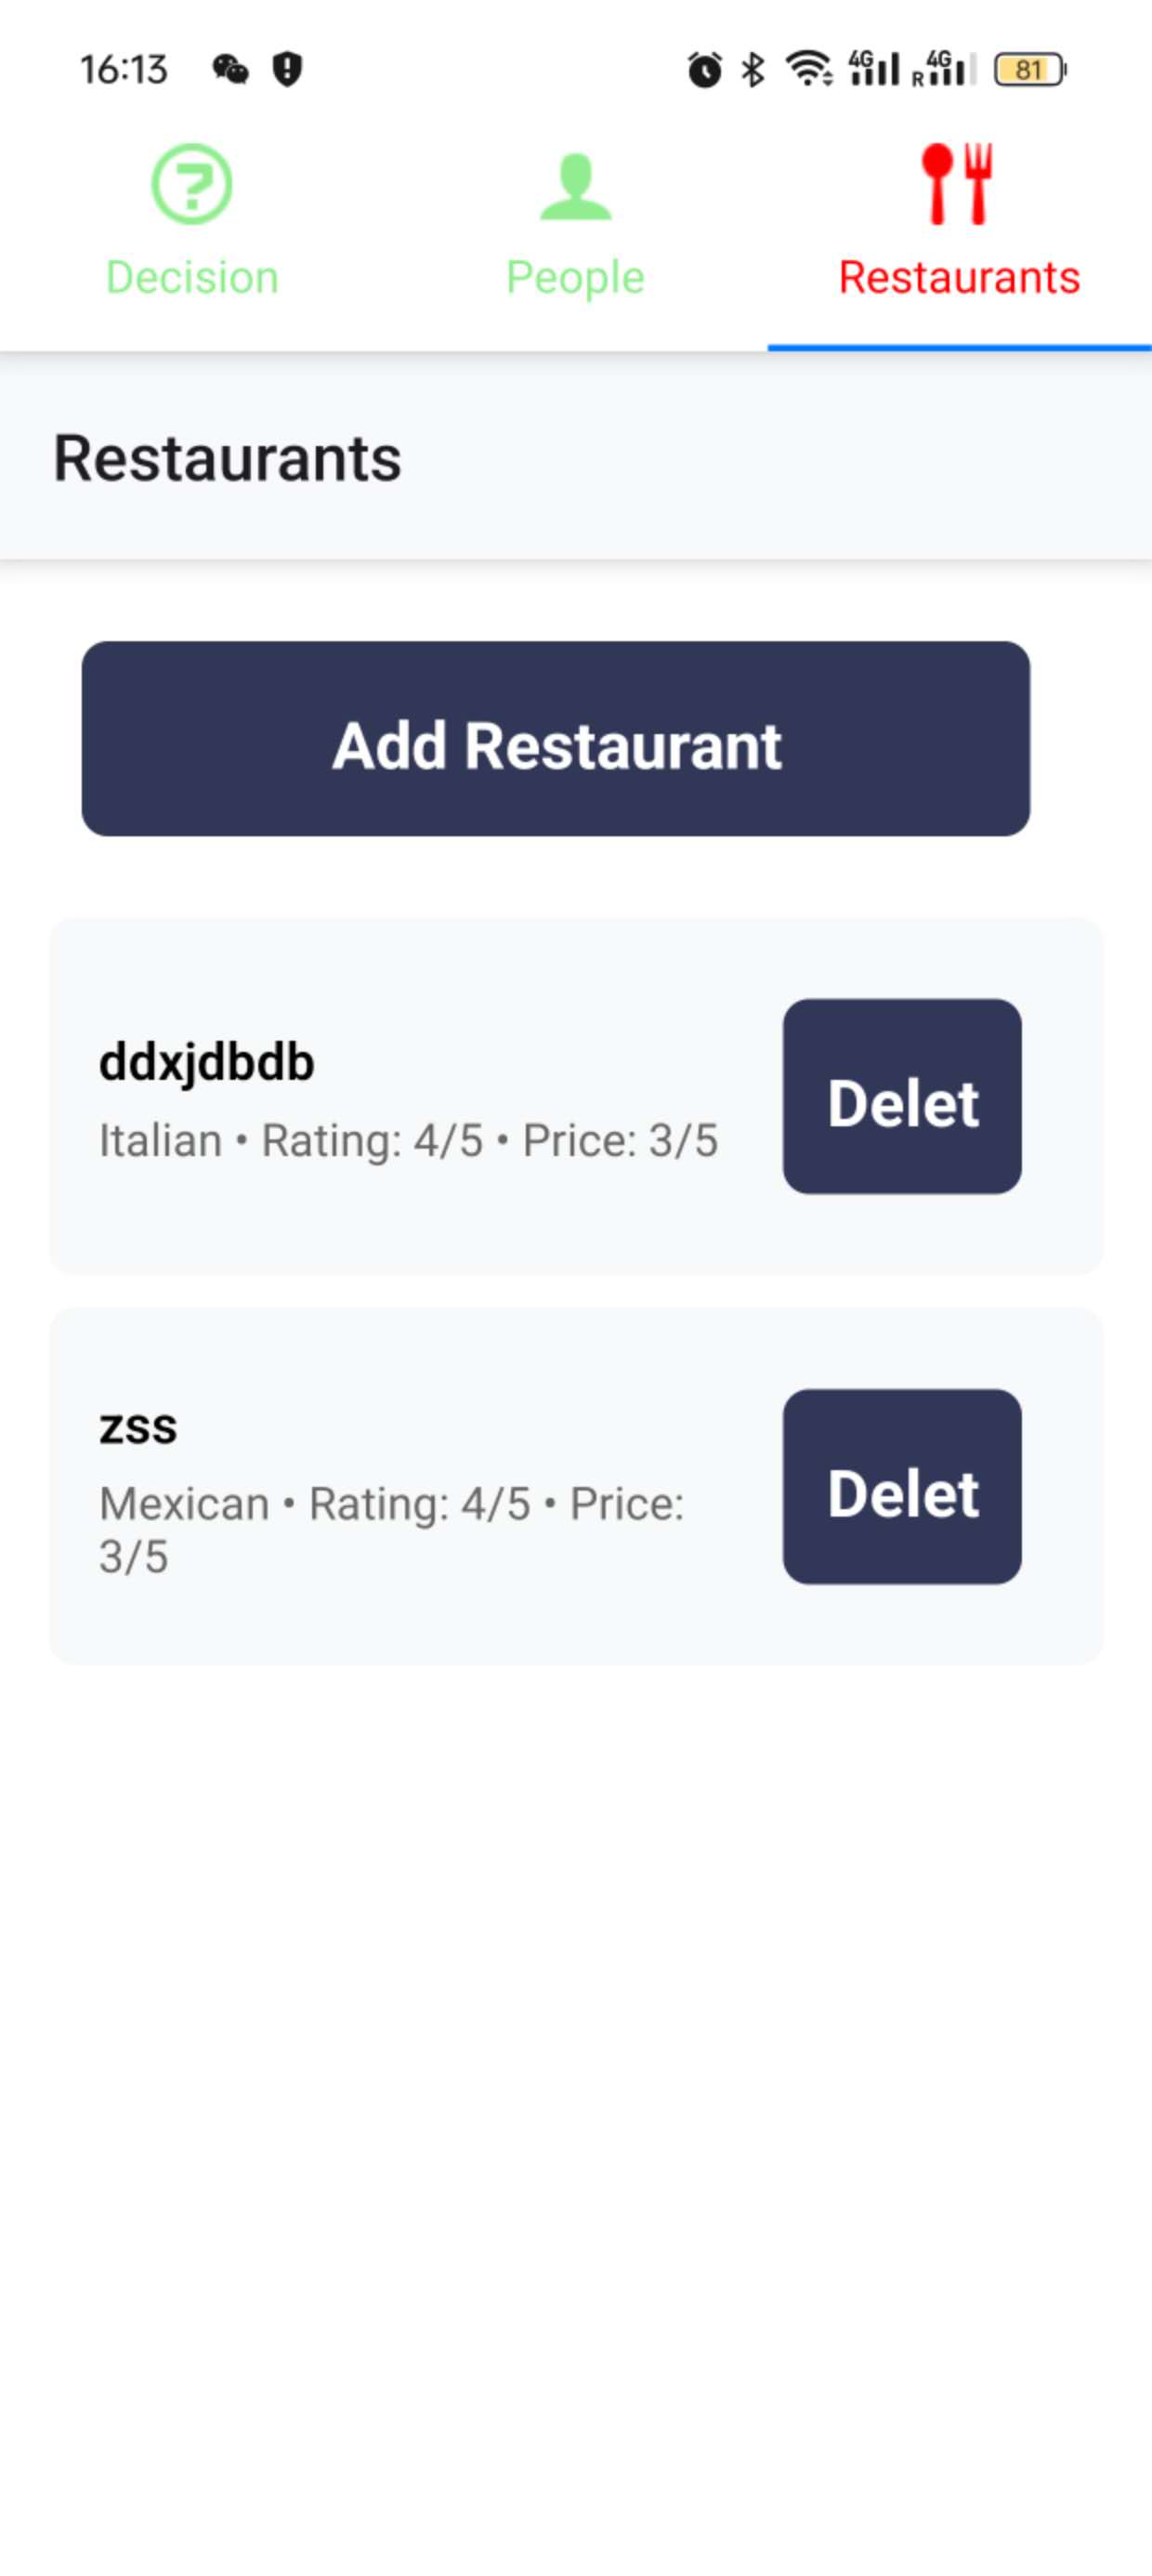 16:13
4G R 4G 81
Decision
People
Restaurants
Restaurants
Add Restaurant
ddxjdbdb
Italian • Rating: 4/5 • Price: 3/5
Delet
zss
Mexican • Rating: 4/5 • Price:
3/5
Delet